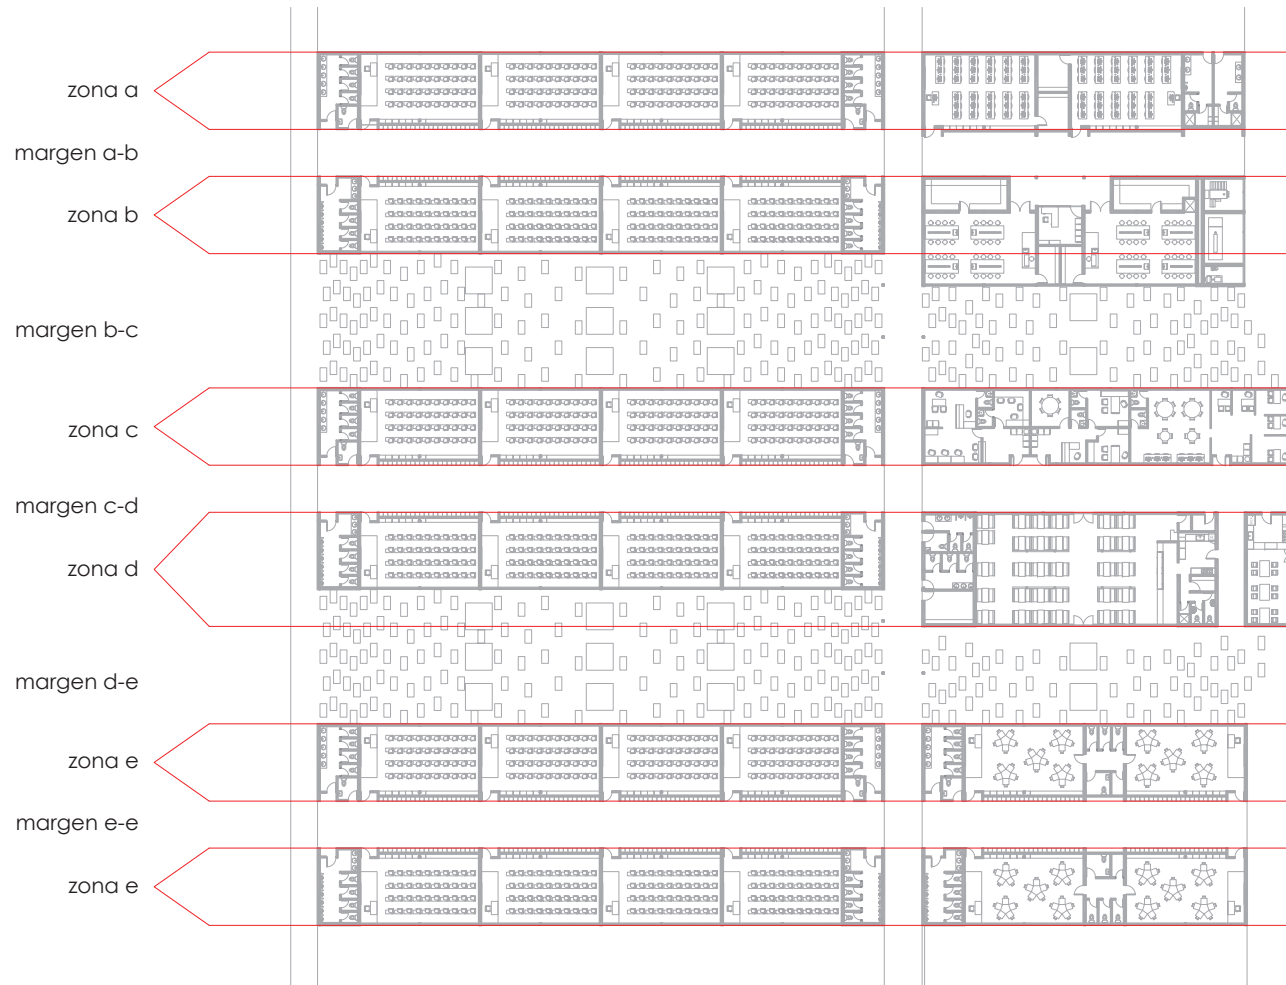 zona a
margen a-b
zona b
margen b-c
zona c
margen c-d
zona d
margen d-e
zona e
margen e-e
zona e